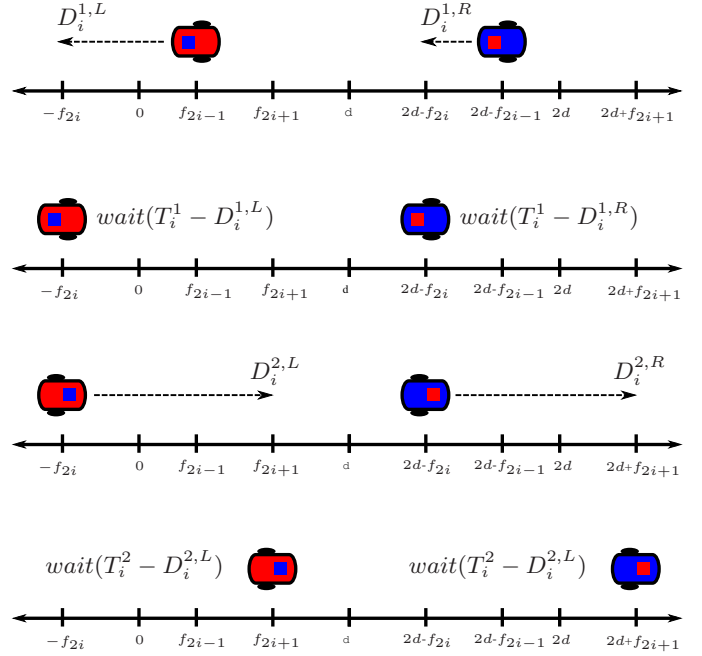 D_i^{1,L} D_i^{1,R}
-f_{2i} 0 f_{2i-1} f_{2i+1} d 2d-f_{2i} 2d-f_{2i-1} 2d 2d+f_{2i+1}
wait(T_i^1 − D_i^{1,L}) wait(T_i^1 − D_i^{1,R})
-f_{2i} 0 f_{2i-1} f_{2i+1} d 2d-f_{2i} 2d-f_{2i-1} 2d 2d+f_{2i+1}
D_i^{2,L} D_i^{2,R}
-f_{2i} 0 f_{2i-1} f_{2i+1} d 2d-f_{2i} 2d-f_{2i-1} 2d 2d+f_{2i+1}
wait(T_i^2 − D_i^{2,L}) wait(T_i^2 − D_i^{2,L})
-f_{2i} 0 f_{2i-1} f_{2i+1} d 2d-f_{2i} 2d-f_{2i-1} 2d 2d+f_{2i+1}